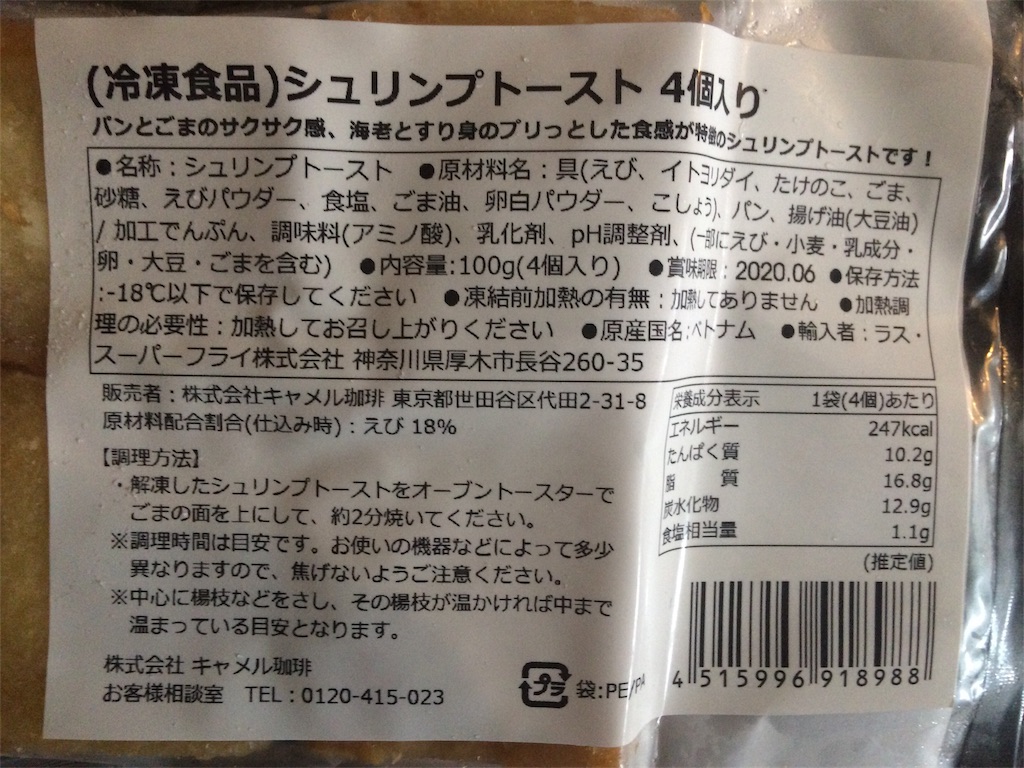 (冷凍食品)シュリンプトースト 4個入り
パンとごまのサクサク感、海老とすり身のプリっとした食感が特徴のシュリンプトーストです！
●名称：シュリンプトースト ●原材料名：具(えび、イトヨリダイ、たけのこ、ごま、
砂糖、えびパウダー、食塩、ごま油、卵白パウダー、こしょう)、パン、揚げ油(大豆油)
/ 加工でんぷん、調味料(アミノ酸)、乳化剤、pH調整剤、(一部にえび・小麦・乳成分・
卵・大豆・ごまを含む) ●内容量:100g(4個入り) ●賞味期限：2020.06 ●保存方法
:-18℃以下で保存してください ●凍結前加熱の有無：加熱してありません ●加熱調
理の必要性：加熱してお召し上がりください ●原産国名:ベトナム ●輸入者：ラス・
スーパーフライ株式会社 神奈川県厚木市長谷260-35
販売者：株式会社キャメル珈琲 東京都世田谷区代田2-31-8
原材料配合割合(仕込み時)：えび 18%
【調理方法】
・解凍したシュリンプトーストをオーブントースターで
ごまの面を上にして、約2分焼いてください。
※調理時間は目安です。お使いの機器などによって多少
異なりますので、焦げないようご注意ください。
※中心に楊枝などをさし、その楊枝が温かければ中まで
温まっている目安となります。
株式会社 キャメル珈琲
お客様相談室 TEL：0120-415-023
栄養成分表示 1袋(4個)あたり
エネルギー 247kcal
たんぱく質 10.2g
脂 質 16.8g
炭水化物 12.9g
食塩相当量 1.1g
(推定値)
プラ 袋:PE/PA
4 515996 918988